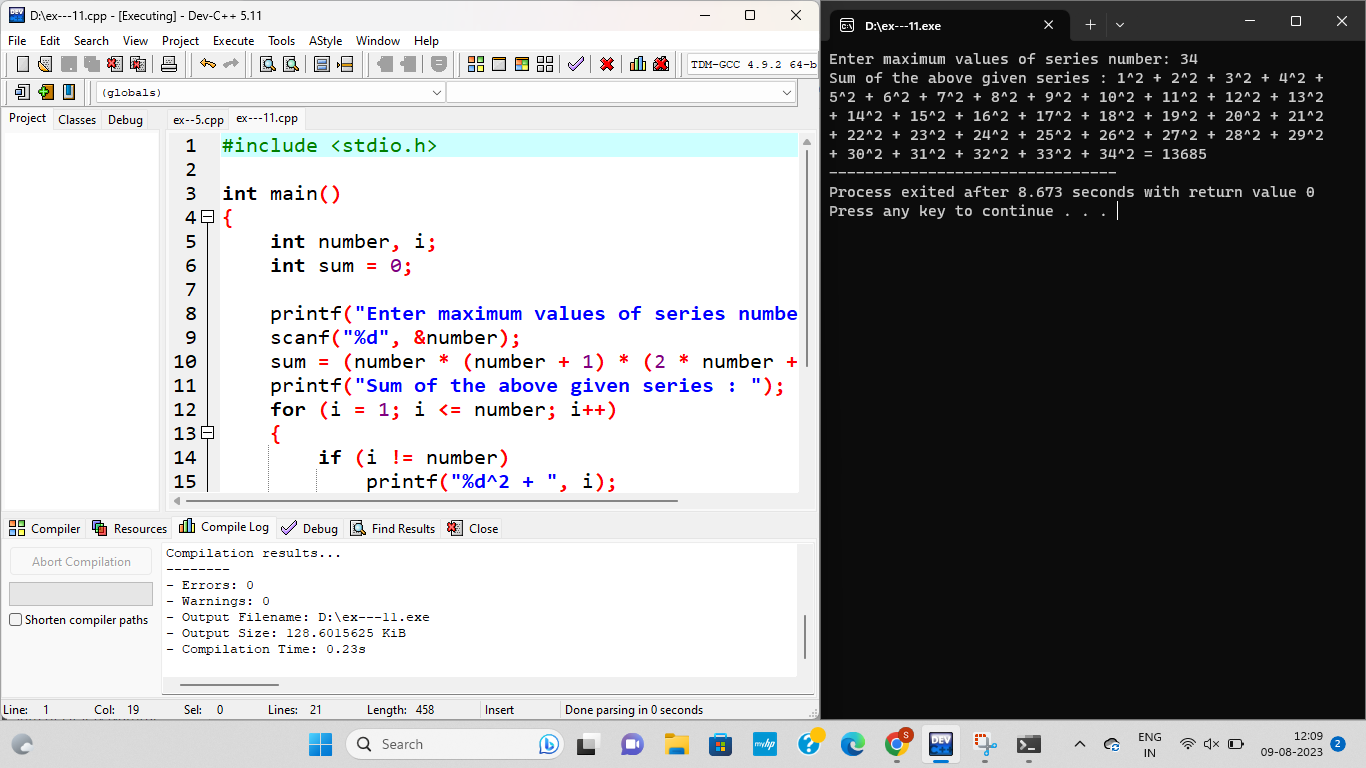 D:\ex---11.cpp - [Executing] - Dev-C++ 5.11
File Edit Search View Project Execute Tools AStyle Window Help
TDM-GCC 4.9.2 64-b
(globals)
Project Classes Debug
ex--5.cpp ex---11.cpp
1 #include <stdio.h>
2
3 int main()
4 {
5 int number, i;
6 int sum = 0;
7
8 printf("Enter maximum values of series numbe
9 scanf("%d", &number);
10 sum = (number * (number + 1) * (2 * number +
11 printf("Sum of the above given series : ");
12 for (i = 1; i <= number; i++)
13 {
14 if (i != number)
15 printf("%d^2 + ", i);
Compiler Resources Compile Log Debug Find Results Close
Abort Compilation
Shorten compiler paths
Compilation results...
--------
- Errors: 0
- Warnings: 0
- Output Filename: D:\ex---11.exe
- Output Size: 128.6015625 KiB
- Compilation Time: 0.23s
Line: 1 Col: 19 Sel: 0 Lines: 21 Length: 458 Insert Done parsing in 0 seconds
D:\ex---11.exe
Enter maximum values of series number: 34
Sum of the above given series : 1^2 + 2^2 + 3^2 + 4^2 +
5^2 + 6^2 + 7^2 + 8^2 + 9^2 + 10^2 + 11^2 + 12^2 + 13^2
+ 14^2 + 15^2 + 16^2 + 17^2 + 18^2 + 19^2 + 20^2 + 21^2
+ 22^2 + 23^2 + 24^2 + 25^2 + 26^2 + 27^2 + 28^2 + 29^2
+ 30^2 + 31^2 + 32^2 + 33^2 + 34^2 = 13685
--------------------------------
Process exited after 8.673 seconds with return value 0
Press any key to continue . . .
Search
myhp
S
DEV
C++
ENG
IN
12:09
09-08-2023
2